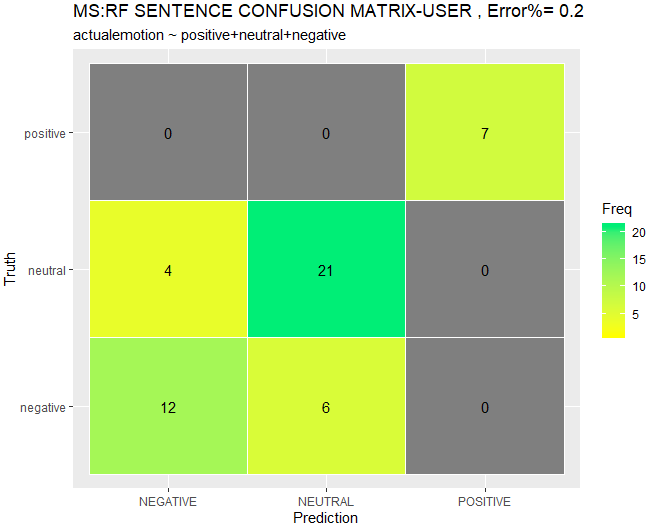 MS:RF SENTENCE CONFUSION MATRIX-USER , Error%= 0.2
actualemotion ~ positive+neutral+negative
positive
0
0
7
Freq
20
15
10
5
Truth
neutral
4
21
0
negative
12
6
0
NEGATIVE
NEUTRAL
POSITIVE
Prediction